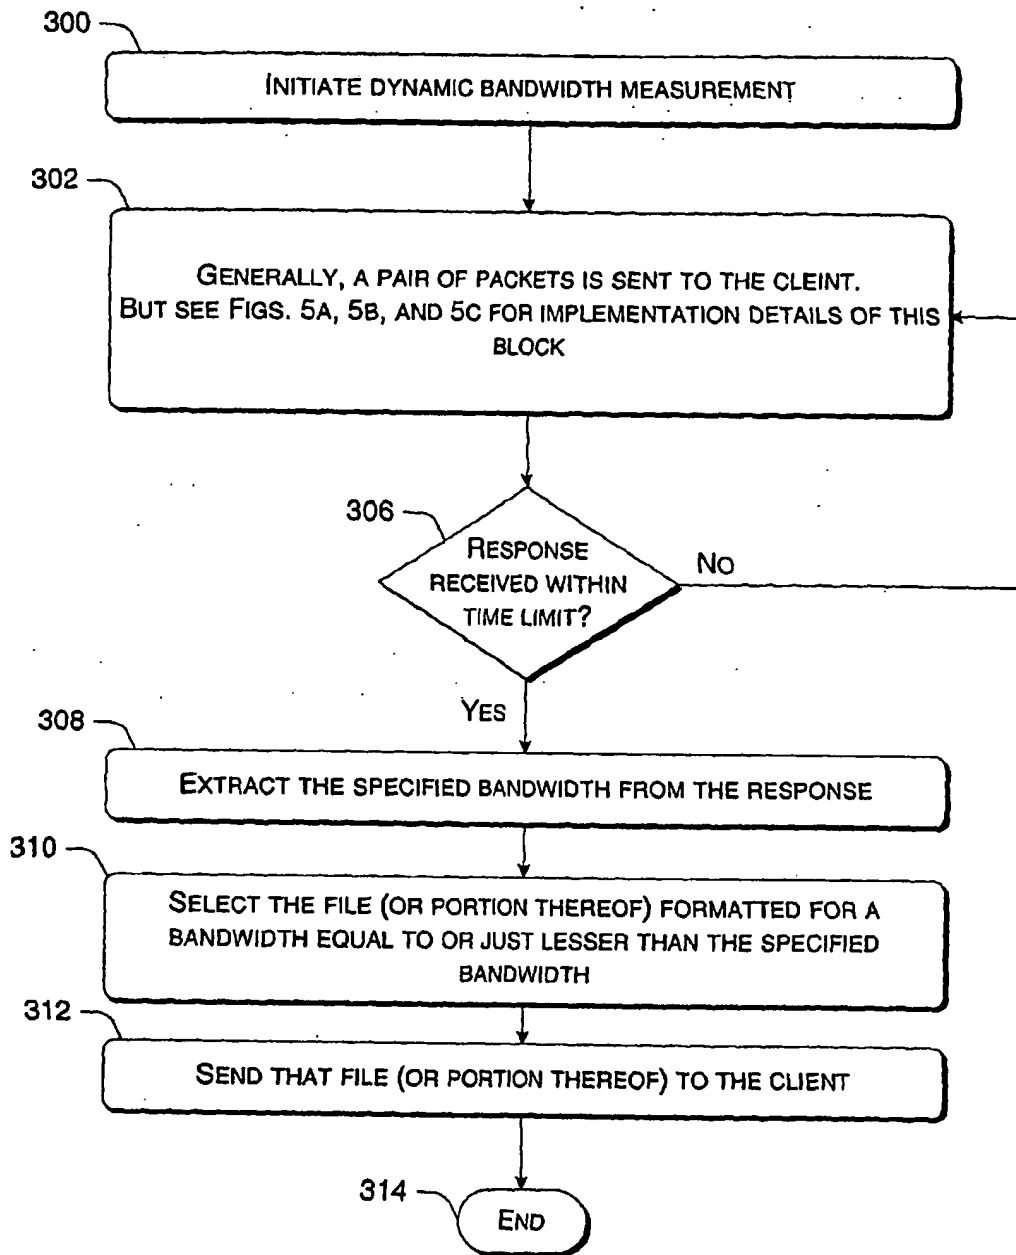 300
INITIATE DYNAMIC BANDWIDTH MEASUREMENT
302
GENERALLY, A PAIR OF PACKETS IS SENT TO THE CLEINT.
BUT SEE FIGS. 5A, 5B, AND 5C FOR IMPLEMENTATION DETAILS OF THIS
BLOCK
306
RESPONSE
RECEIVED WITHIN
TIME LIMIT?
NO
YES
308
EXTRACT THE SPECIFIED BANDWIDTH FROM THE RESPONSE
310
SELECT THE FILE (OR PORTION THEREOF) FORMATTED FOR A
BANDWIDTH EQUAL TO OR JUST LESSER THAN THE SPECIFIED
BANDWIDTH
312
SEND THAT FILE (OR PORTION THEREOF) TO THE CLIENT
314
END